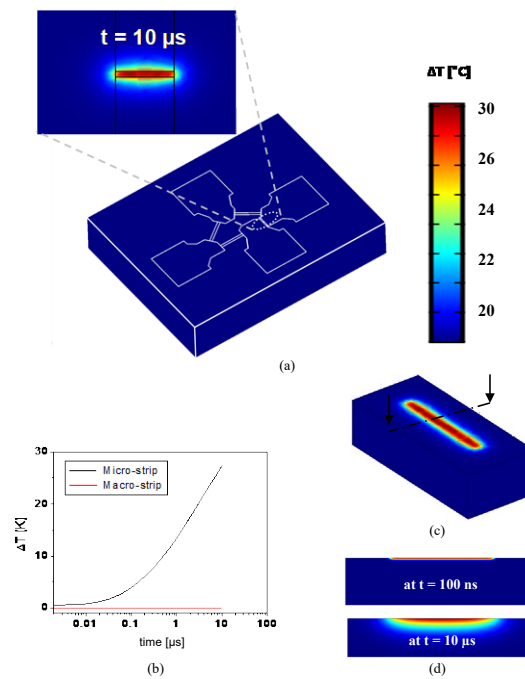 t = 10 µs
ΔT [°C]
30
26
24
22
20
(a)
30
20
10
0
ΔT [K]
Micro-strip
Macro-strip
0.01
0.1
1
10
100
time [µs]
(b)
(c)
at t = 100 ns
at t = 10 µs
(d)